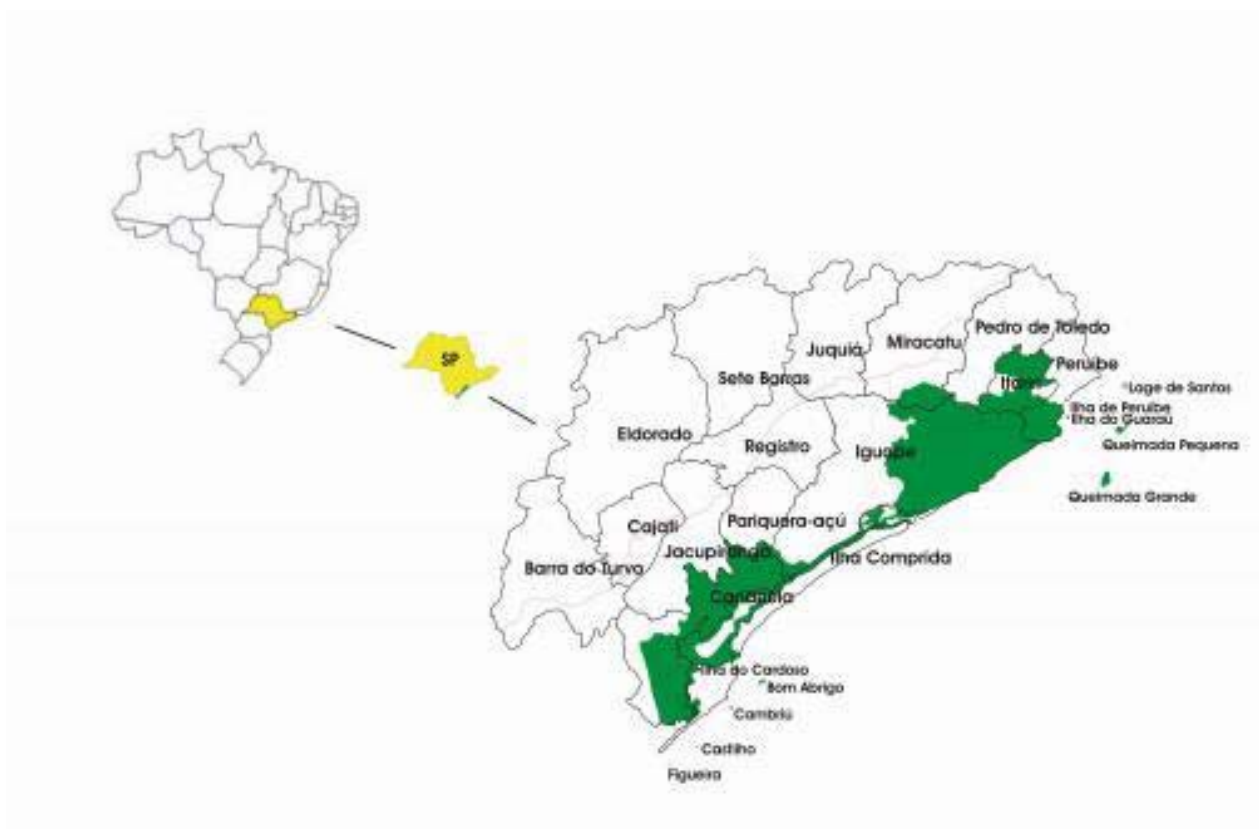 SP
Pedro de Toledo
Miracatu
Juquiá
Peruíbe
Sete Barras
Itariri
Lage de Santos
Ilha de Peruíbe
Ilha do Guaraú
Eldorado
Registro
Iguape
Queimada Pequena
Queimada Grande
Cajati
Pariquera-açú
Jacupiranga
Ilha Comprida
Barra do Turvo
Cananéia
Ilha do Cardoso
Bom Abrigo
Cambriú
Castilho
Figueira